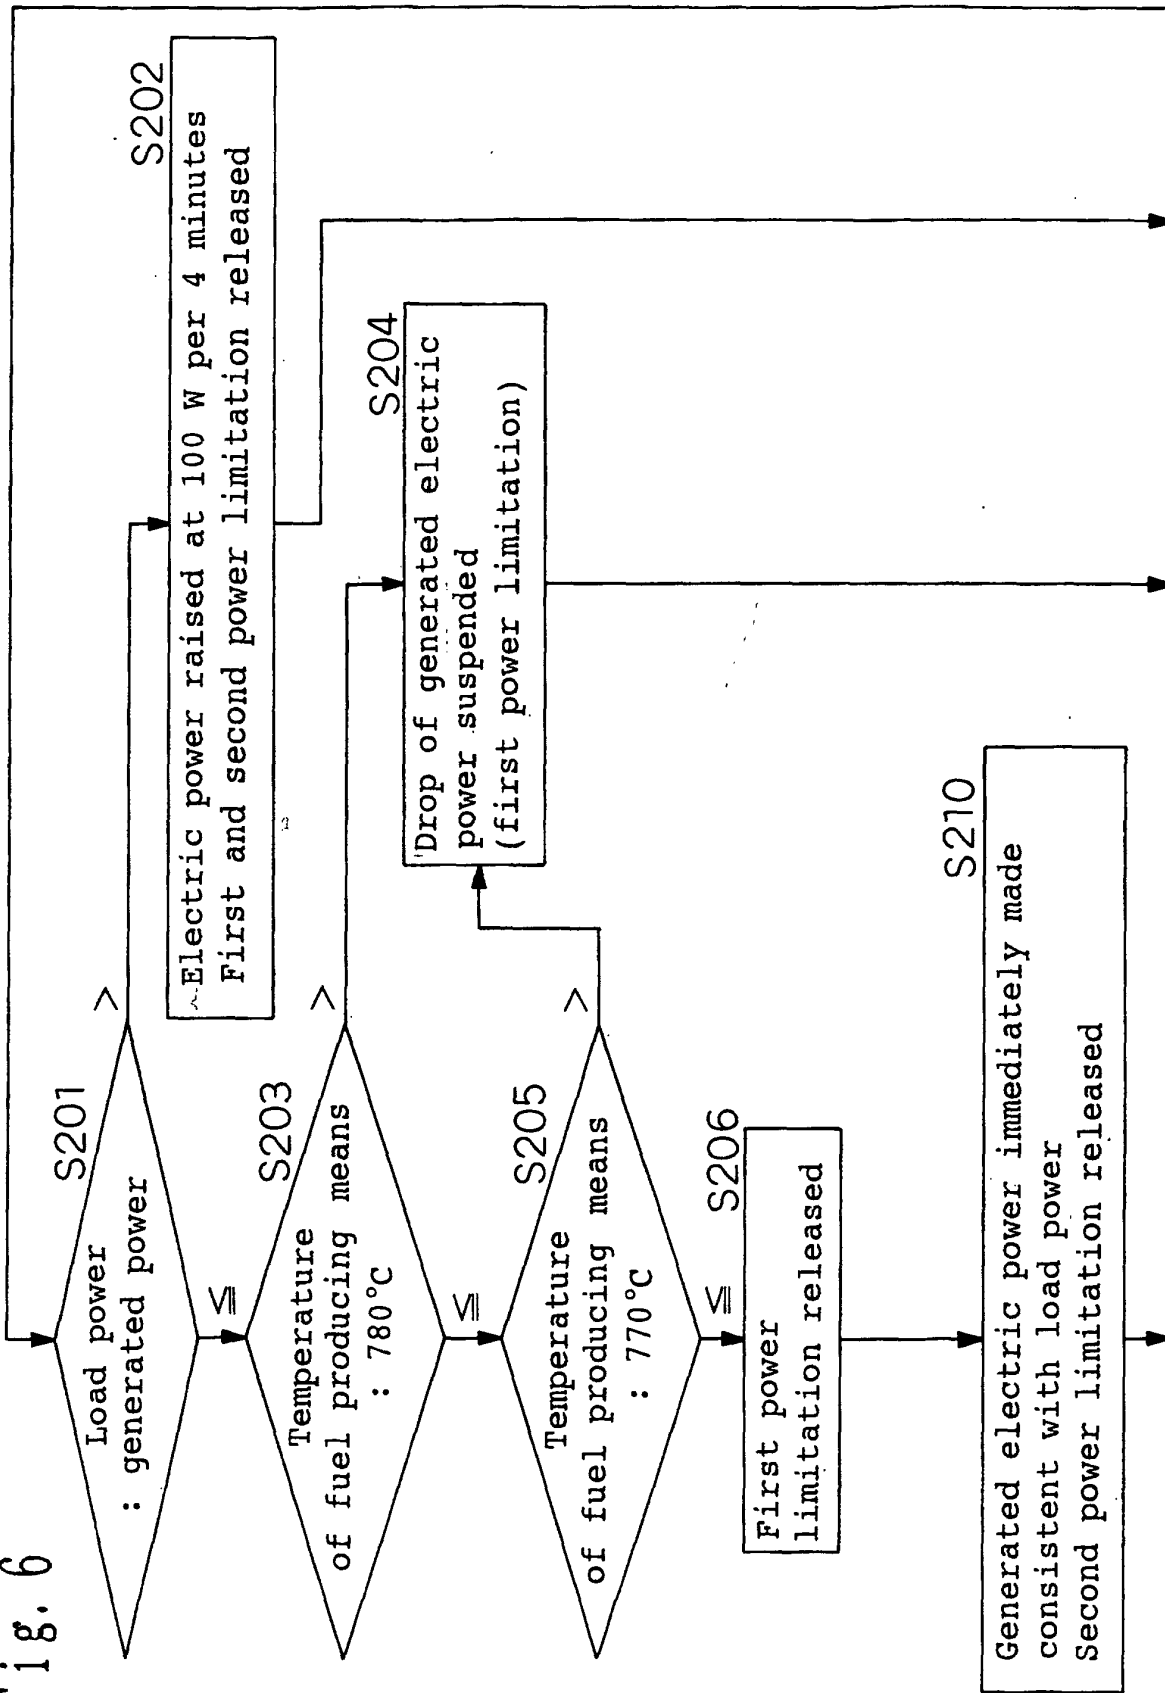 Fig. 6
S201
Load power
: generated power
>
≦
S202
Electric power raised at 100 W per 4 minutes
First and second power limitation released
S203
Temperature
of fuel producing means
: 780°C
>
≦
S204
Drop of generated electric
power suspended
(first power limitation)
S205
Temperature
of fuel producing means
: 770°C
>
≦
S206
First power
limitation released
S210
Generated electric power immediately made
consistent with load power
Second power limitation released